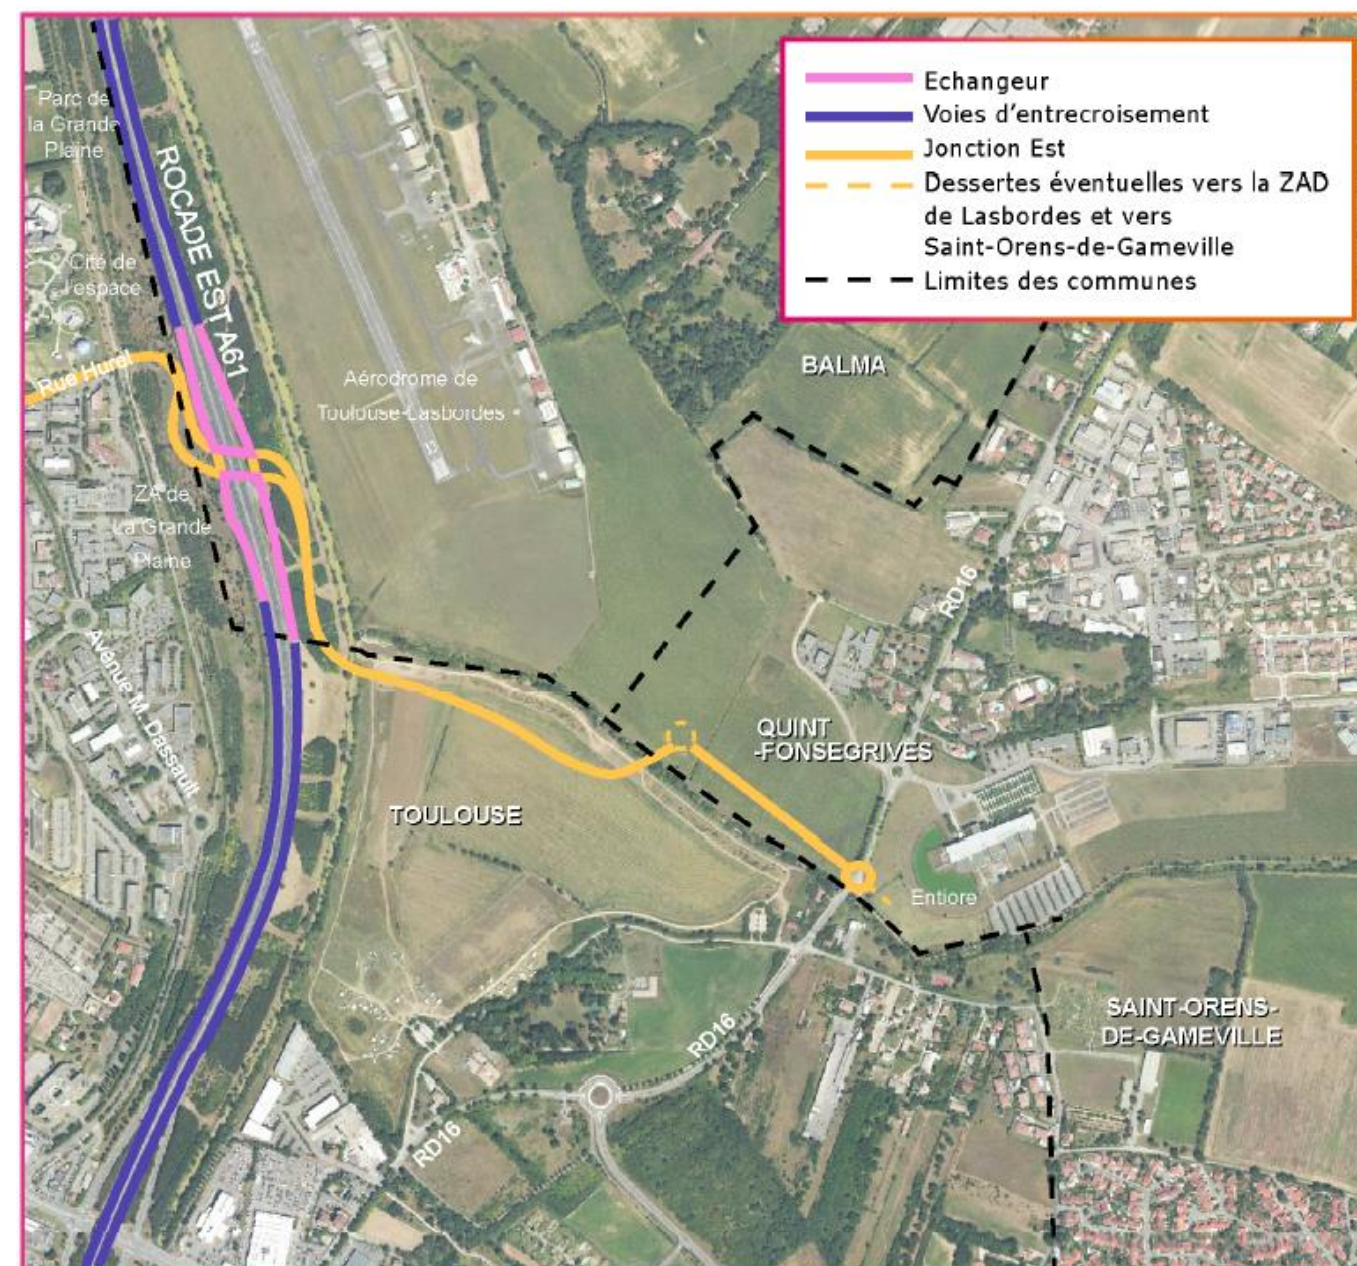 Echangeur
Voies d'entrecroisement
Jonction Est
Dessertes éventuelles vers la ZAD
de Lasbordes et vers
Saint-Orens-de-Gameville
Limites des communes
Parc de
la Grande
Plaine
ROCADE EST A61
Cité de
l'espace
Rue Hurel
Aérodrome de
Toulouse-Lasbordes
BALMA
ZA de
La Grande
Plaine
RD16
Avenue M. Dassault
QUINT
-FONSEGRIVES
TOULOUSE
Entiore
SAINT-ORENS-
DE-GAMEVILLE
RD16
RD16